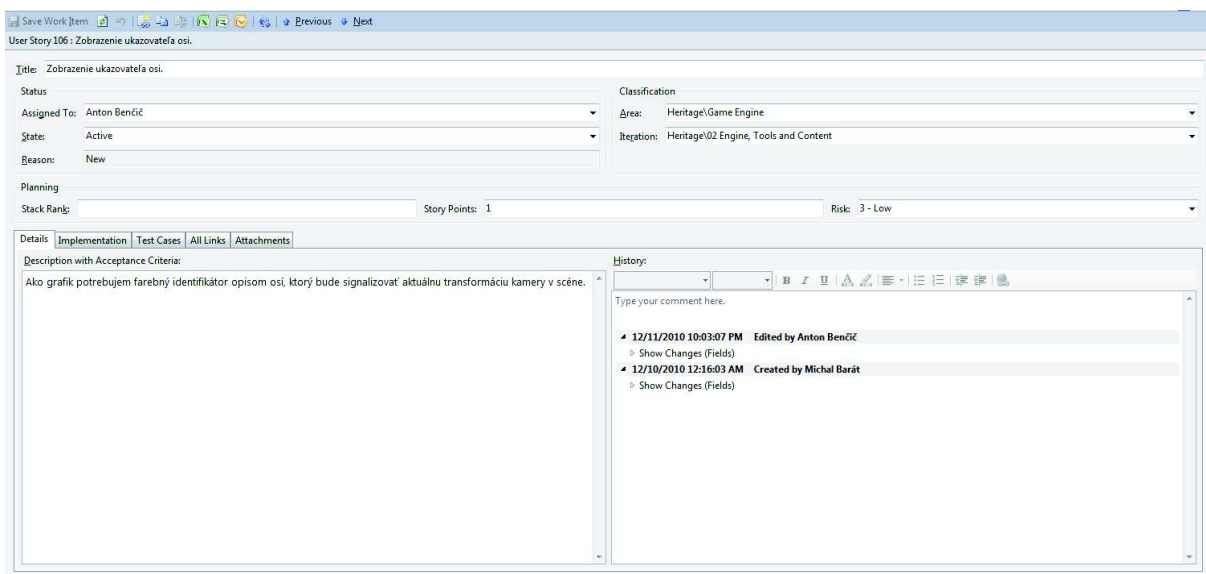 Save Work Item Previous Next
User Story 106 : Zobrazenie ukazovateľa osi.
Title: Zobrazenie ukazovateľa osi.
Status Classification
Assigned To: Anton Benčič Area: Heritage\Game Engine
State: Active Iteration: Heritage\02 Engine, Tools and Content
Reason: New
Planning
Stack Rank: Story Points: 1 Risk: 3 - Low
Details Implementation Test Cases All Links Attachments
Description with Acceptance Criteria: History:
Ako grafik potrebujem farebný identifikátor opisom osí, ktorý bude signalizovať aktuálnu transformáciu kamery v scéne.
B I U A
Type your comment here.
12/11/2010 10:03:07 PM Edited by Anton Benčič
Show Changes (Fields)
12/10/2010 12:16:03 AM Created by Michal Barát
Show Changes (Fields)